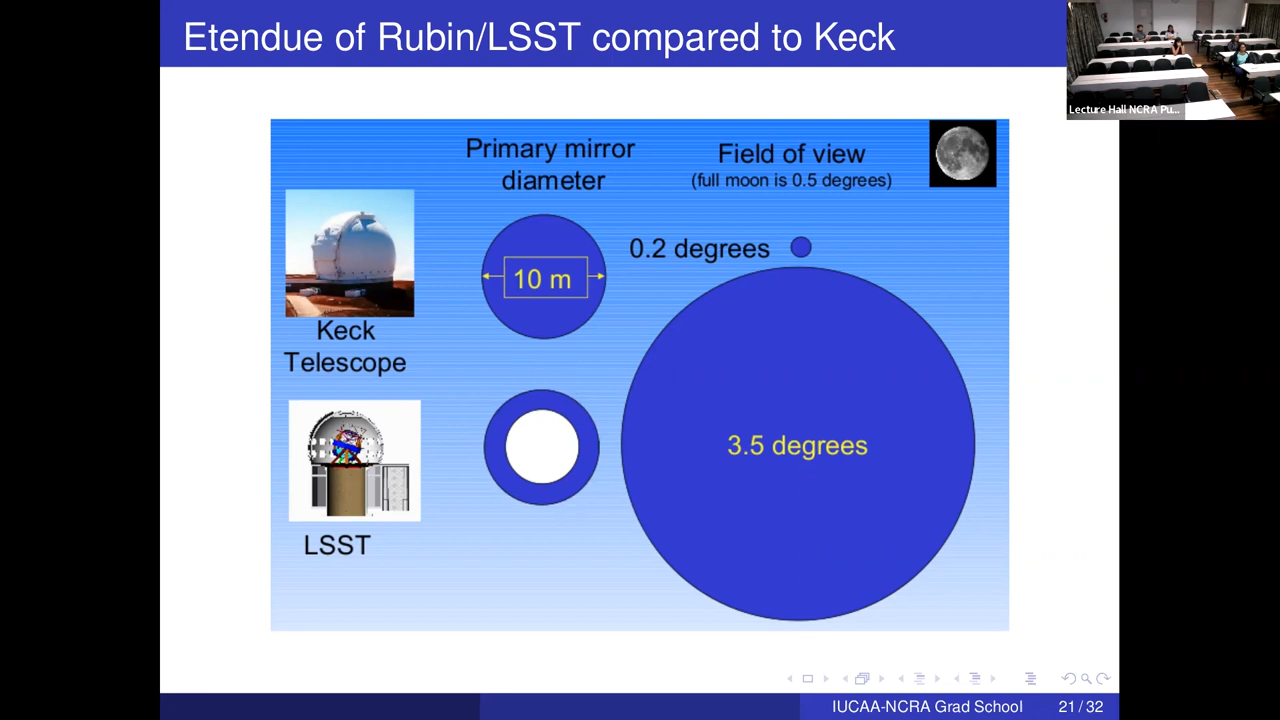 Etendue of Rubin/LSST compared to Keck
Lecture Hall NCRA Pu...
Primary mirror
diameter
Field of view
(full moon is 0.5 degrees)
0.2 degrees
10 m
Keck
Telescope
3.5 degrees
LSST
IUCAA-NCRA Grad School
21/32